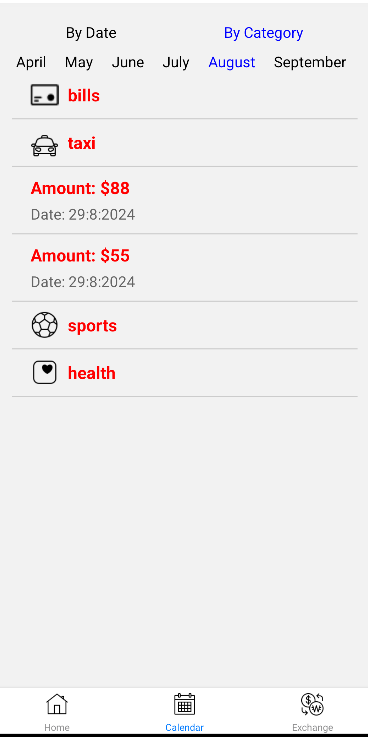 By Date By Category
April May June July August September
bills
taxi
Amount: $88
Date: 29:8:2024
Amount: $55
Date: 29:8:2024
sports
health
Home Calendar Exchange